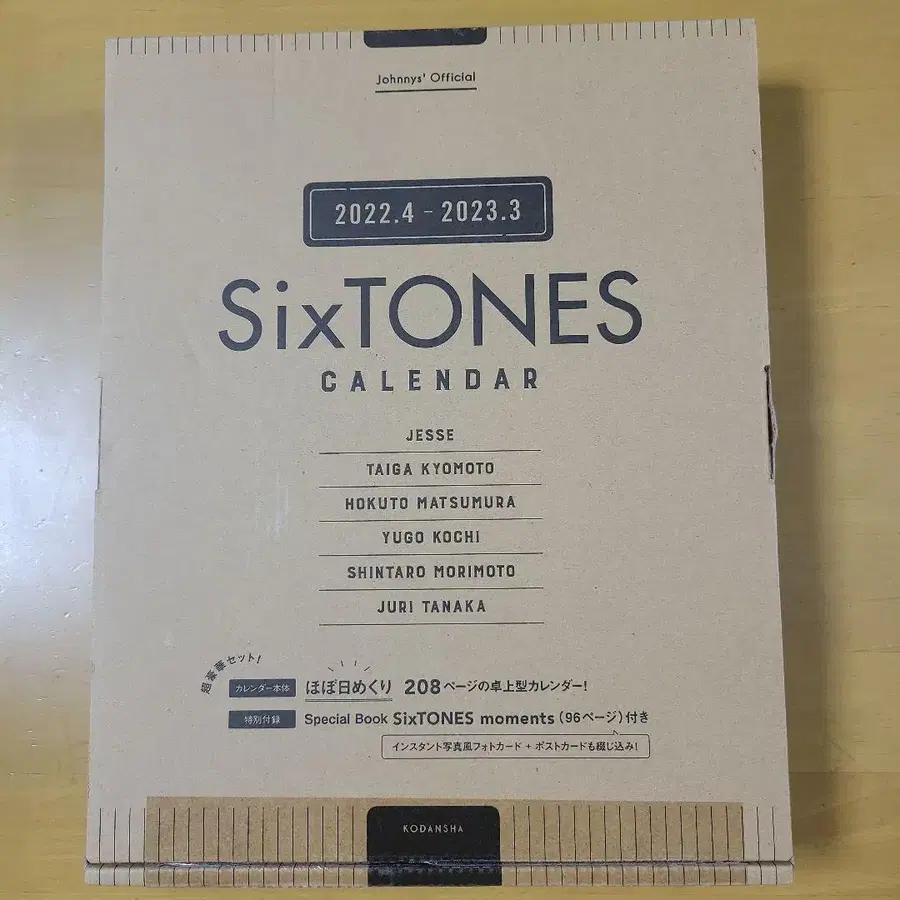 Johnnys' Official
2022.4 - 2023.3
SixTONES
CALENDAR
JESSE
TAIGA KYOMOTO
HOKUTO MATSUMURA
YUGO KOCHI
SHINTARO MORIMOTO
JURI TANAKA
超豪華セット!
カレンダー本体 ほぼ日めくり 208ページの卓上型カレンダー!
特別付録 Special Book SixTONES moments (96ページ)付き
インスタント写真風フォトカード + ポストカードも綴じ込み!
KODANSHA